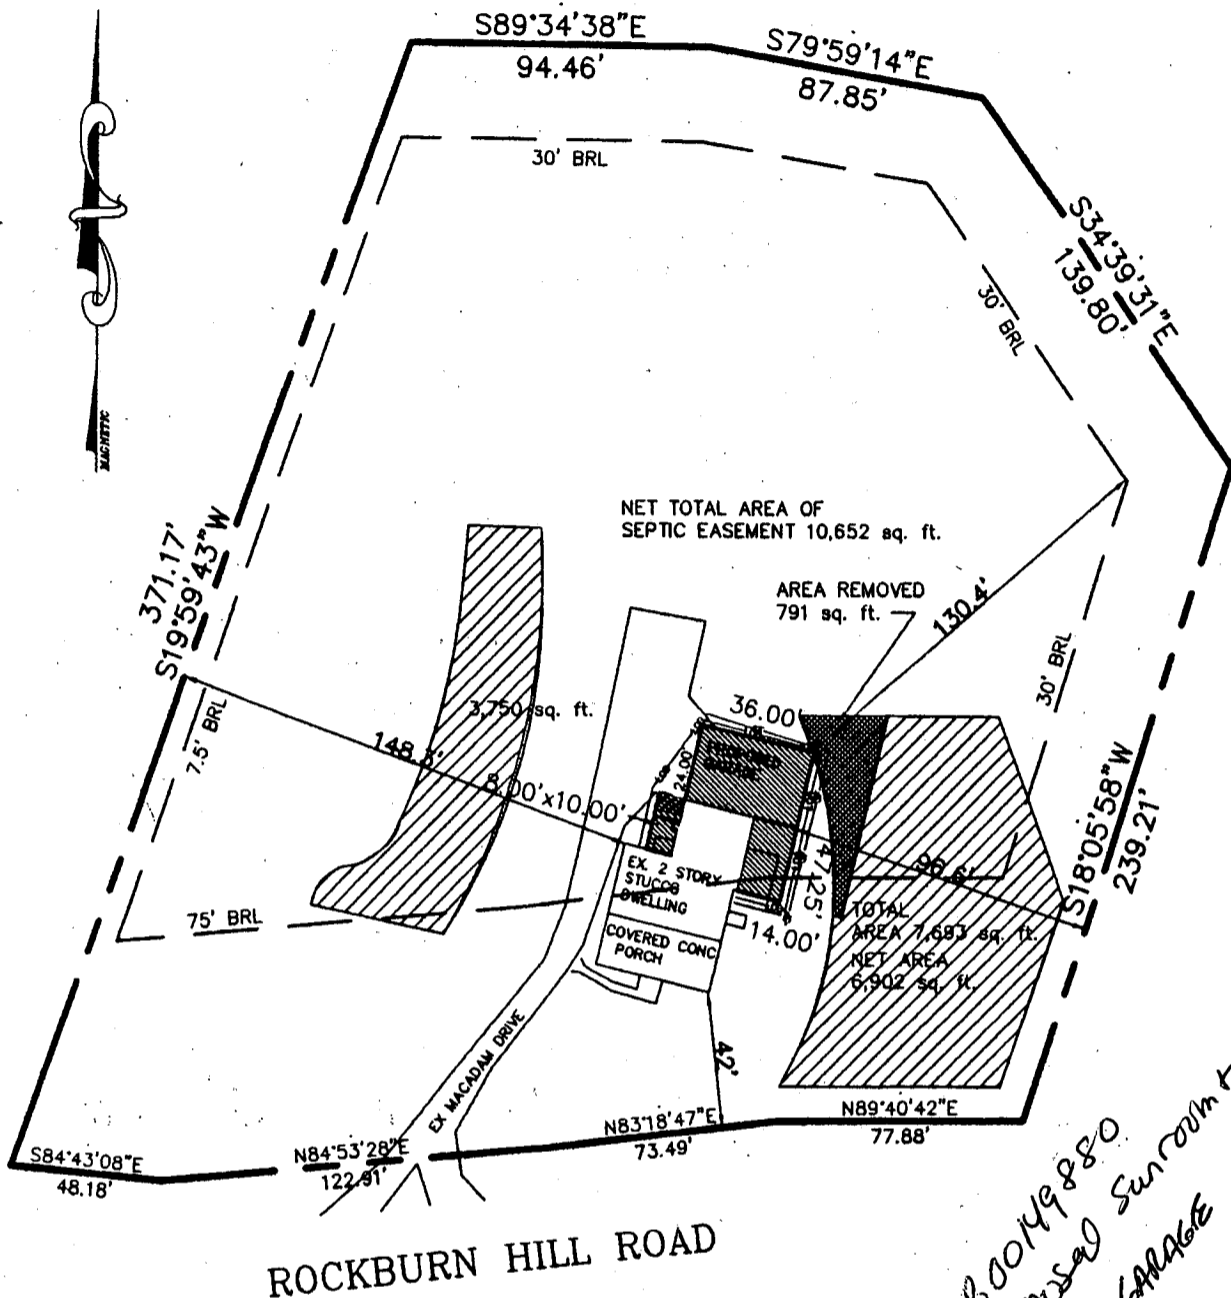 S89°34'38"E
94.46'
S79°59'14"E
87.85'
30' BRL
S34°39'31"E
139.80'
30' BRL
MAGNETIC
NET TOTAL AREA OF
SEPTIC EASEMENT 10,652 sq. ft.
AREA REMOVED
791 sq. ft.
130.4'
371.17'
S19°59'43"W
30' BRL
7.5' BRL
3,750 sq. ft.
36.00'
148.3'
24.00'
8.00'x10.00'
S18°05'58"W
239.21'
96.6'
47.25'
EX. 2 STORY
STUCCO
DWELLING
14.00'
75' BRL
COVERED CONC
PORCH
TOTAL
AREA 7,693 sq. ft.
NET AREA
6,902 sq. ft.
EX MACADAM DRIVE
42'
S84°43'08"E
48.18'
N84°53'28"E
122.91'
N83°18'47"E
73.49'
N89°40'42"E
77.88'
ROCKBURN HILL ROAD
00149880
Sunroom
GARAGE